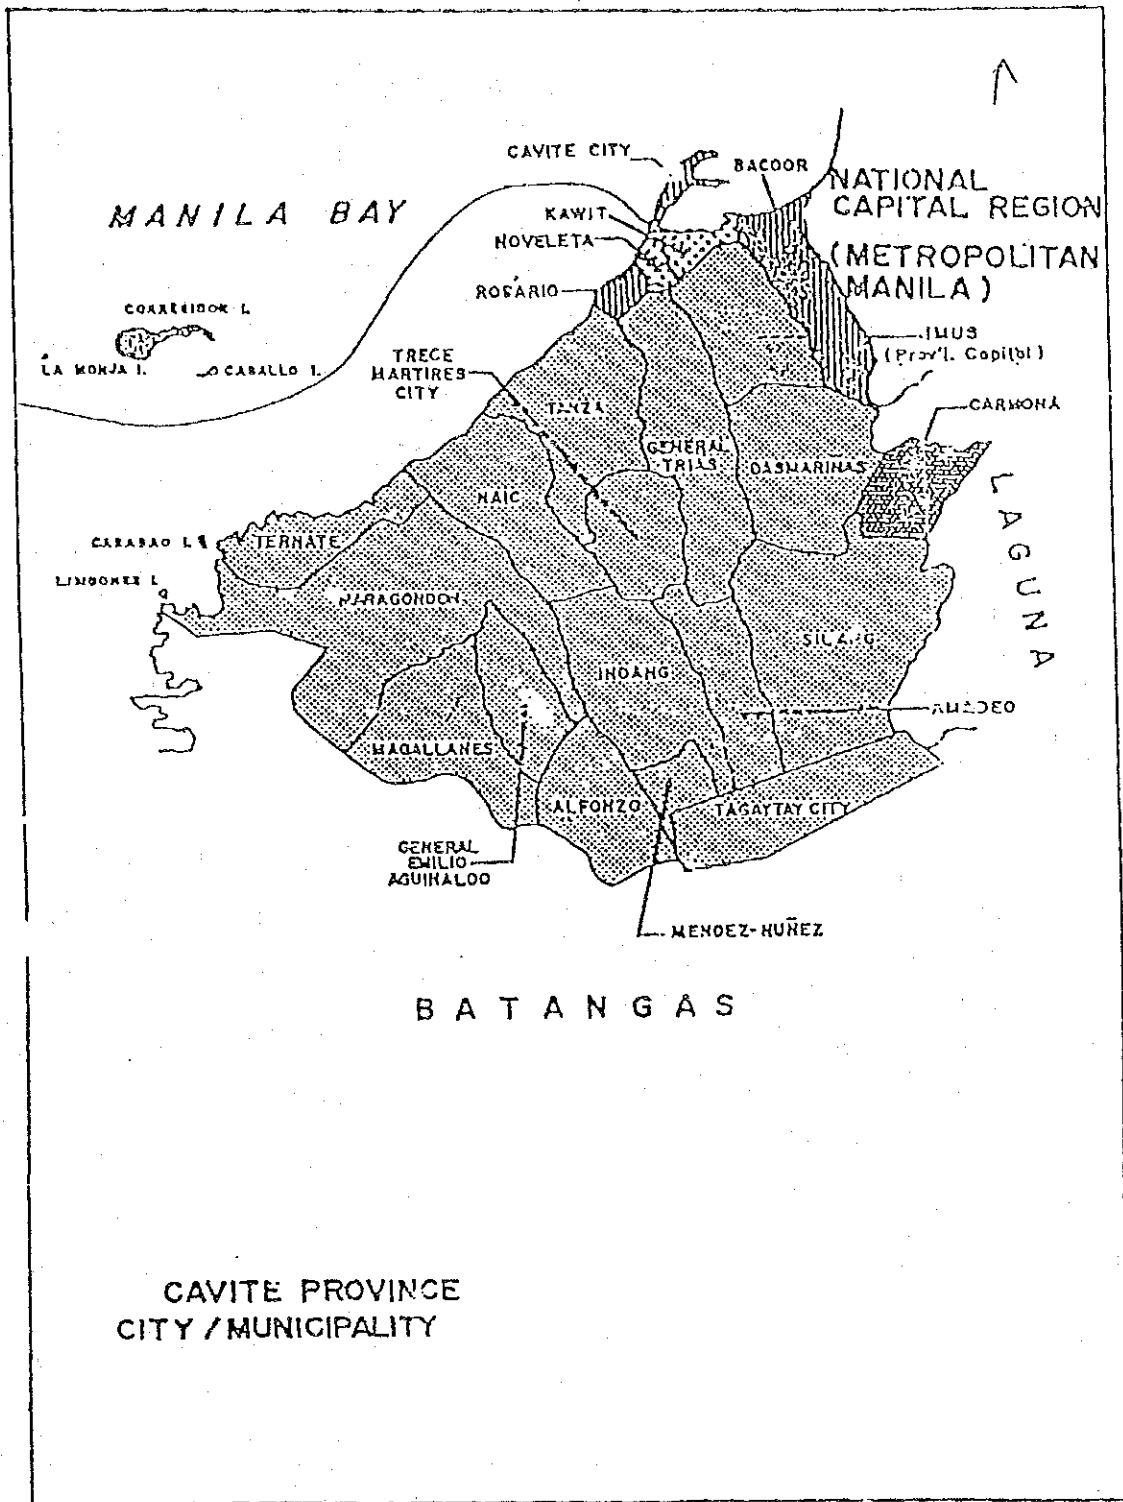 CAVITE CITY
BACOOR
NATIONAL
CAPITAL REGION
(METROPOLITAN
MANILA)
MANILA BAY
KAWIT
NOVELETA
ROSARIO
CORREGIDOR I.
LA MONJA I.
CABALLO I.
IMUS
(Prov'l. Capital)
TRECE
MARTIRES
CITY
CARMONA
TANZA
GENERAL
TRIAS
DASMARIÑAS
NAIC
LAGUNA
CARABAO I.
TERNATE
LIMBONES I.
MARAGONDON
SILANG
INDANG
AMADEO
MAGALLANES
ALFONZO
TAGAYTAY CITY
GENERAL
EMILIO
AGUINALDO
MENDEZ-NUÑEZ
BATANGAS
CAVITE PROVINCE
CITY/MUNICIPALITY